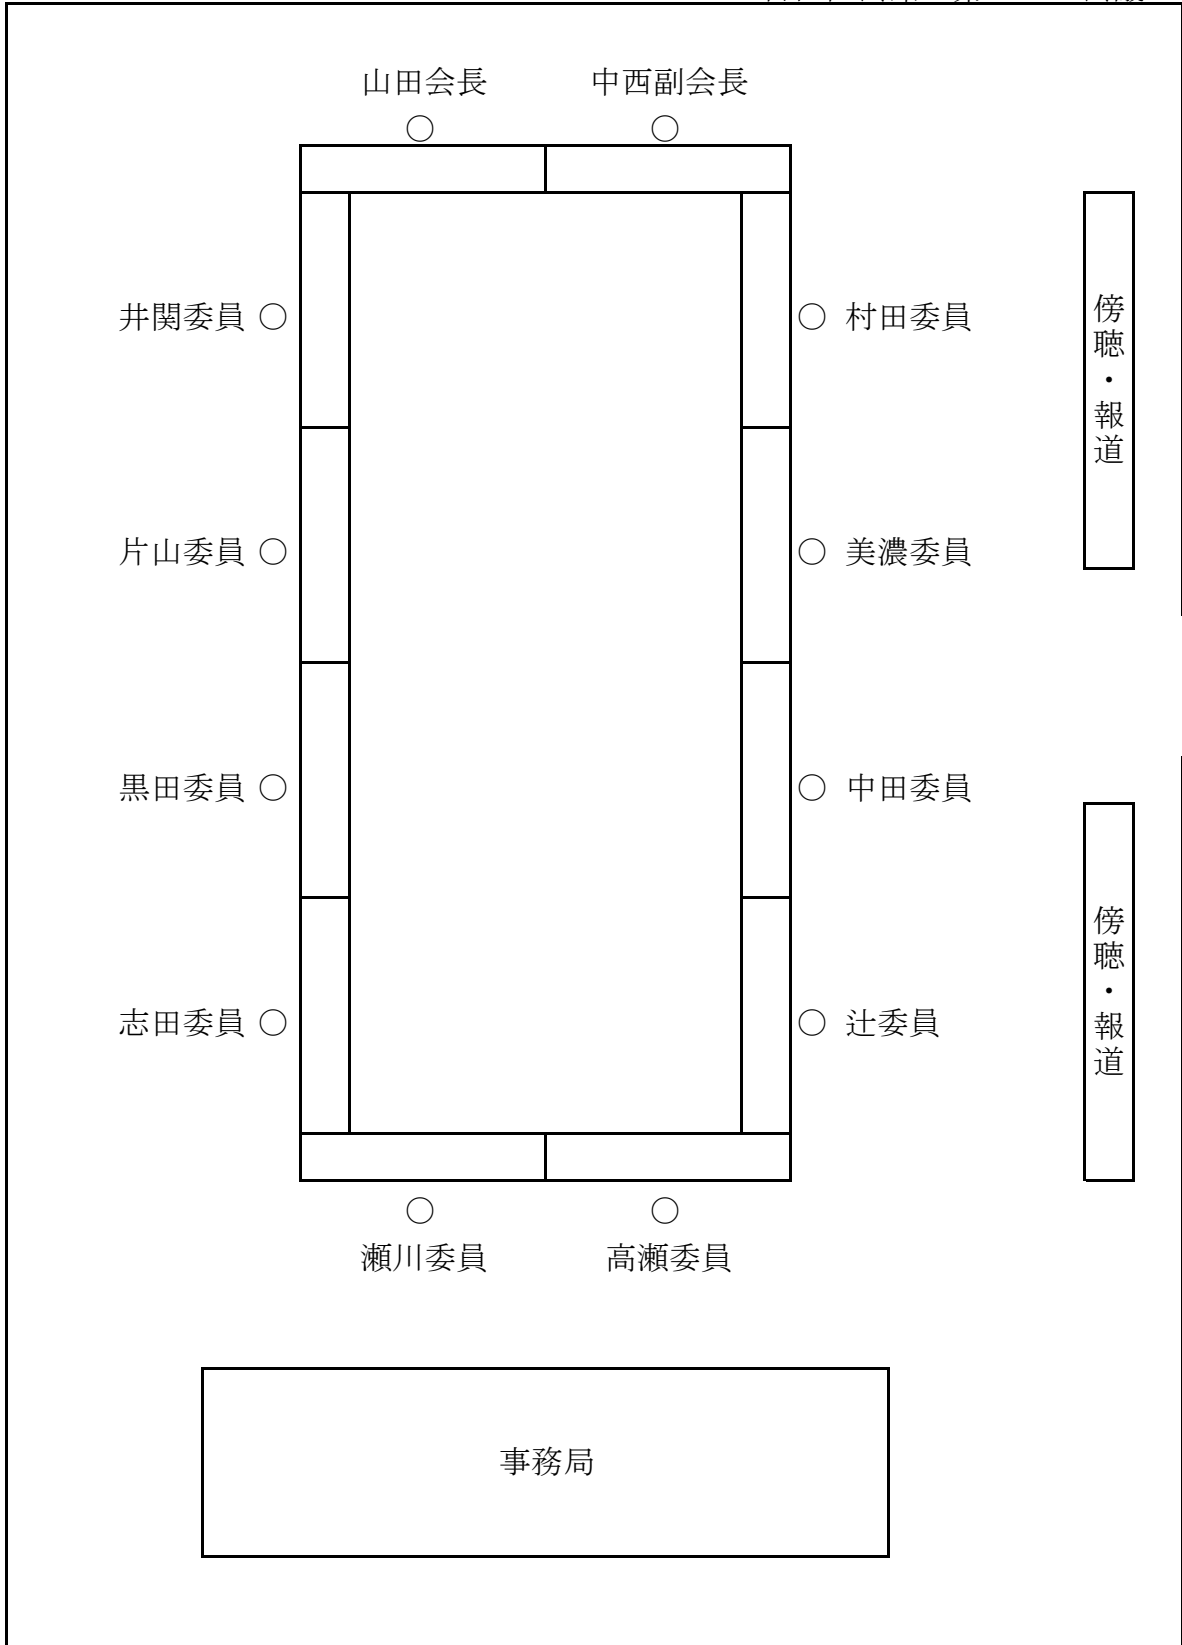 山田会長 中西副会長
井関委員 村田委員
傍聴・報道
片山委員 美濃委員
黒田委員 中田委員
傍聴・報道
志田委員 辻委員
瀬川委員 高瀬委員
事務局